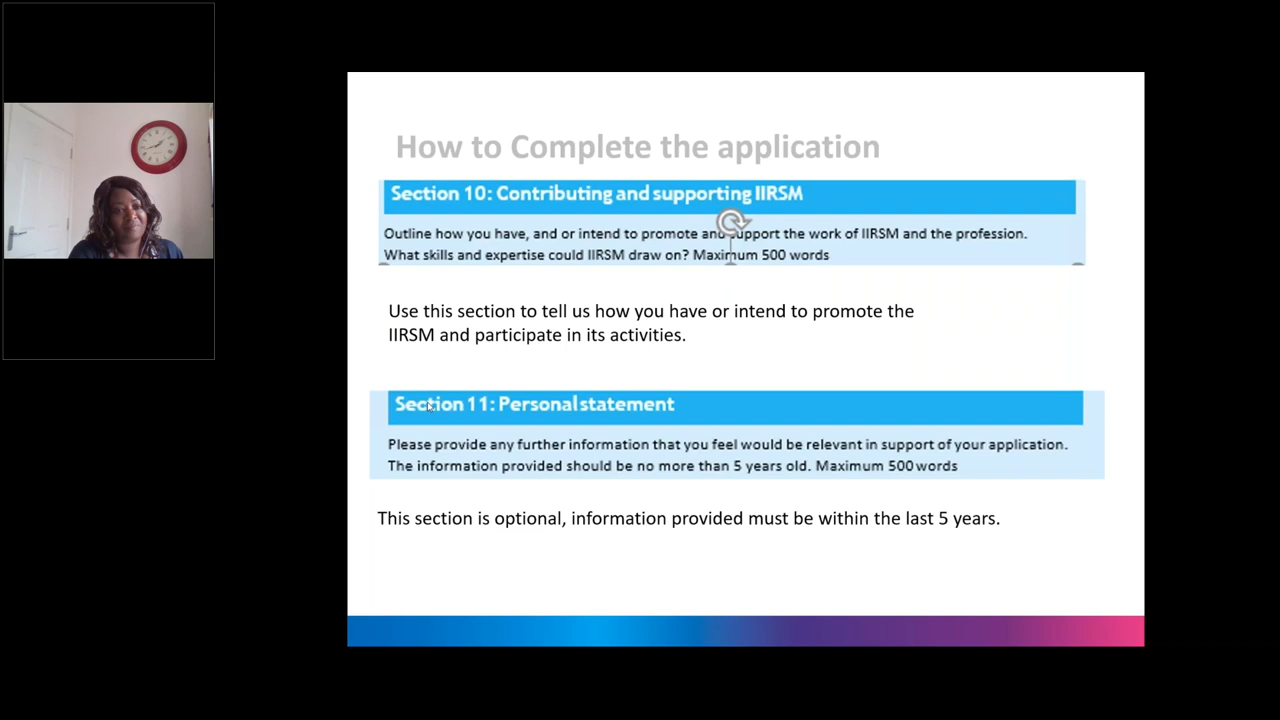 How to Complete the application
Section 10: Contributing and supporting IIRSM
Outline how you have, and or intend to promote and support the work of IIRSM and the profession.
What skills and expertise could IIRSM draw on? Maximum 500 words
Use this section to tell us how you have or intend to promote the
IIRSM and participate in its activities.
Section 11: Personal statement
Please provide any further information that you feel would be relevant in support of your application.
The information provided should be no more than 5 years old. Maximum 500 words
This section is optional, information provided must be within the last 5 years.